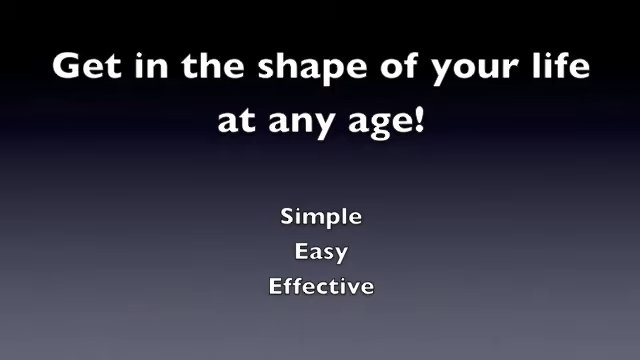 Get in the shape of your life
at any age!
Simple
Easy
Effective